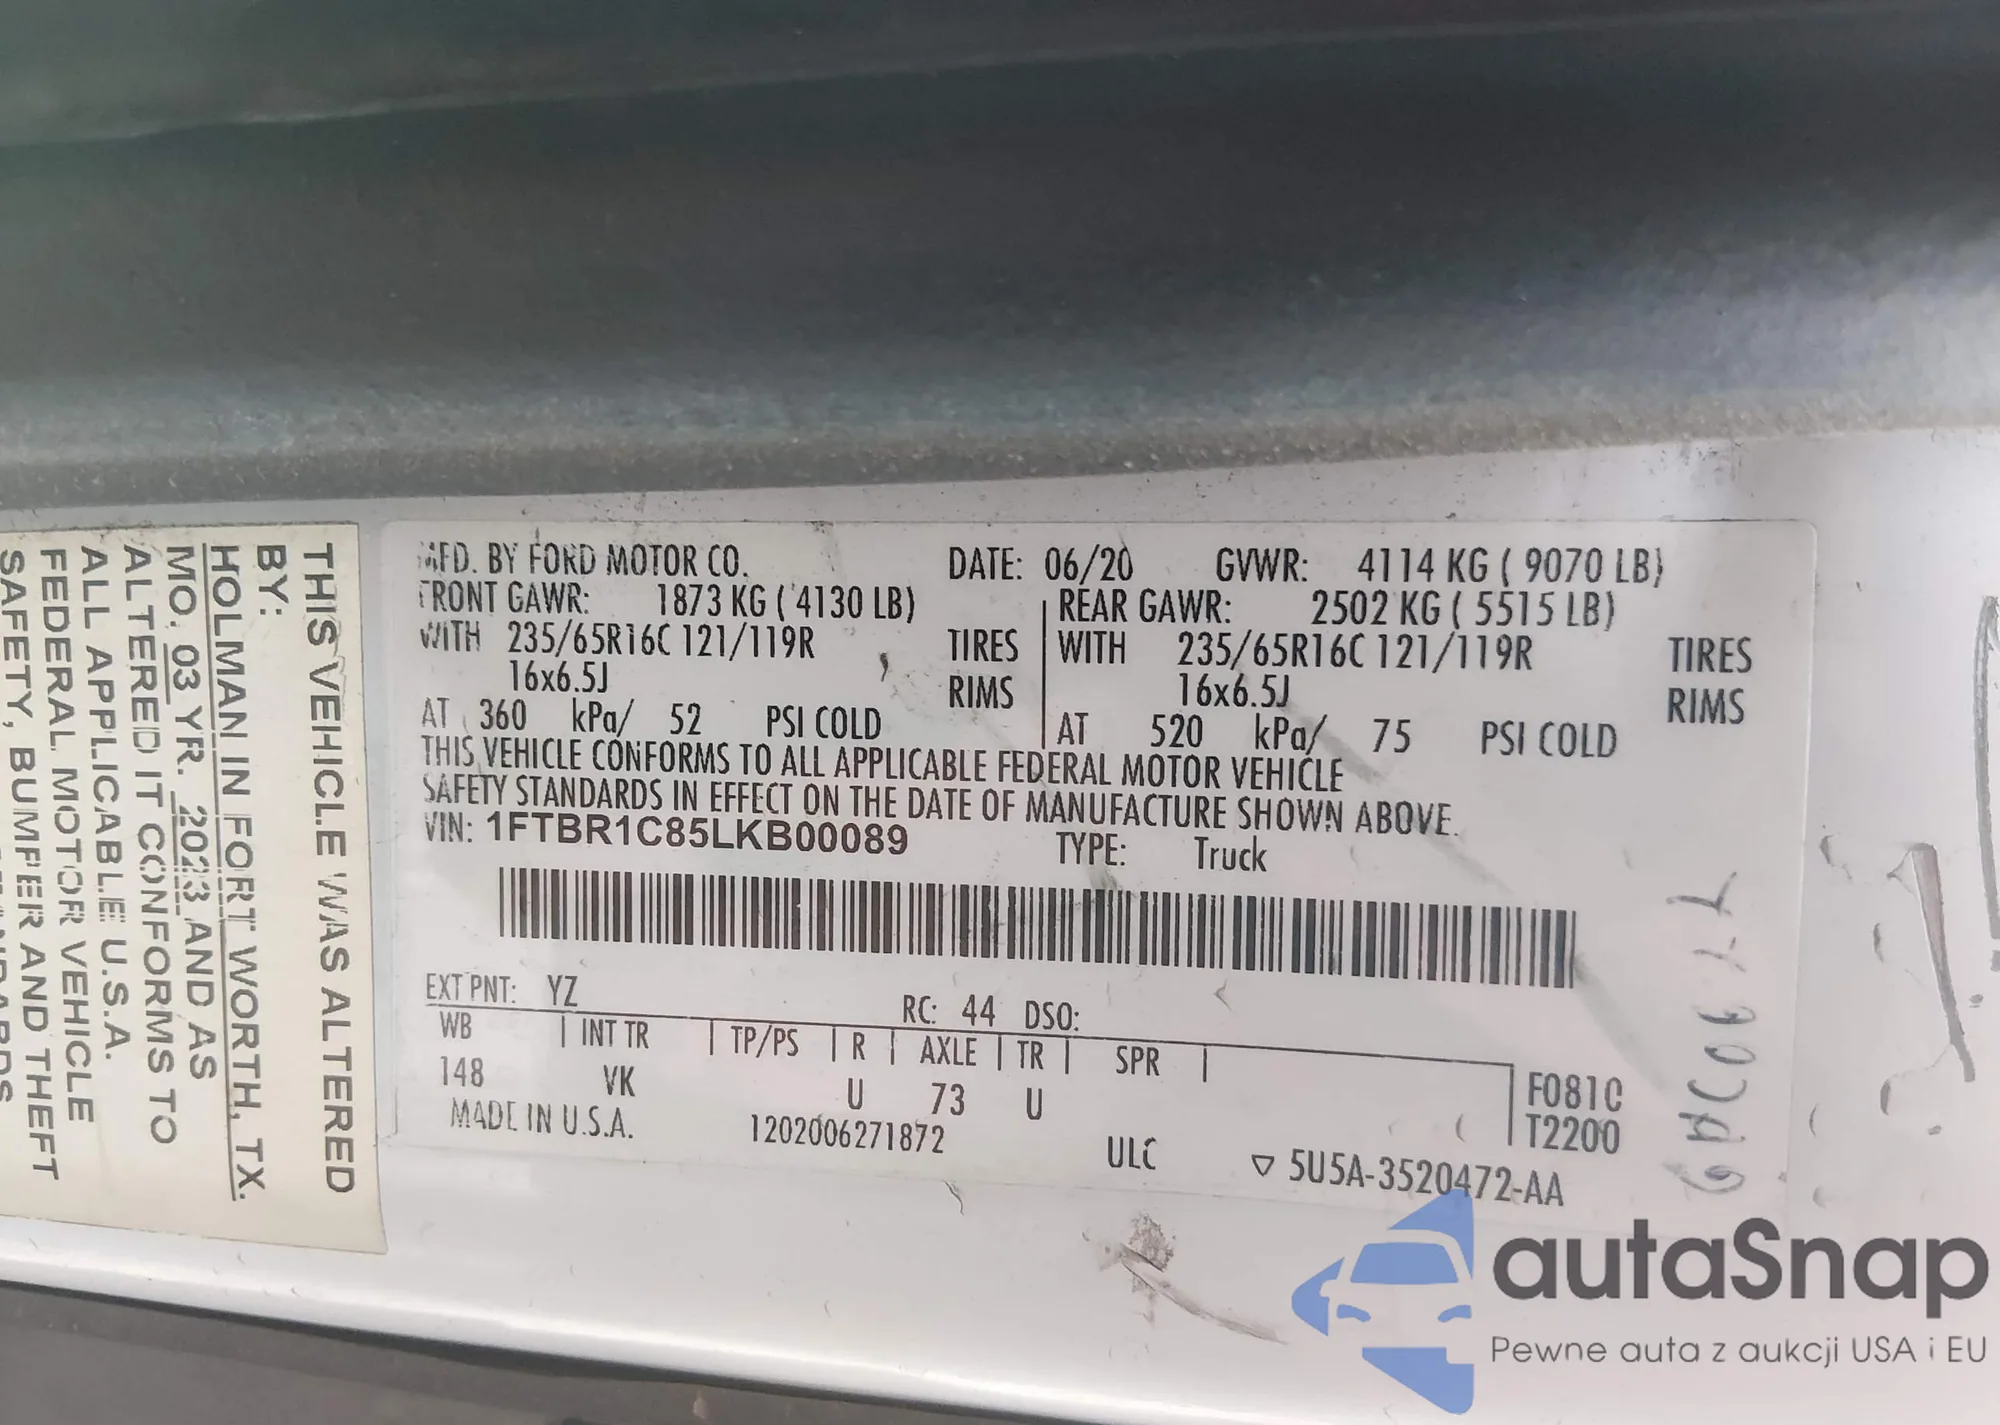 THIS VEHICLE WAS ALTERED
BY:
HOLMAN IN FORT WORTH, TX.
MO. 03 YR. 2023 AND AS
ALTERED IT CONFORMS TO
ALL APPLICABLE U.S.A.
FEDERAL MOTOR VEHICLE
SAFETY, BUMPER AND THEFT
MFD. BY FORD MOTOR CO. DATE: 06/20 GVWR: 4114 KG ( 9070 LB)
FRONT GAWR: 1873 KG ( 4130 LB) REAR GAWR: 2502 KG ( 5515 LB)
WITH 235/65R16C 121/119R TIRES WITH 235/65R16C 121/119R TIRES
16x6.5J RIMS 16x6.5J RIMS
AT 360 kPa/ 52 PSI COLD AT 520 kPa/ 75 PSI COLD
THIS VEHICLE CONFORMS TO ALL APPLICABLE FEDERAL MOTOR VEHICLE
SAFETY STANDARDS IN EFFECT ON THE DATE OF MANUFACTURE SHOWN ABOVE.
VIN: 1FTBR1C85LKB00089 TYPE: Truck
EXT PNT: YZ RC: 44 DSO:
WB INT TR TP/PS R AXLE TR SPR
148 VK U 73 U F0810
T2200
MADE IN U.S.A. 1202006271872 ULC ▽ 5U5A-3520472-AA
autaSnap
Pewne auta z aukcji USA i EU